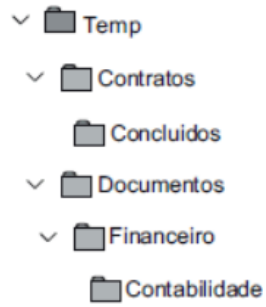 Temp
Contratos
Concluidos
Documentos
Financeiro
Contabilidade